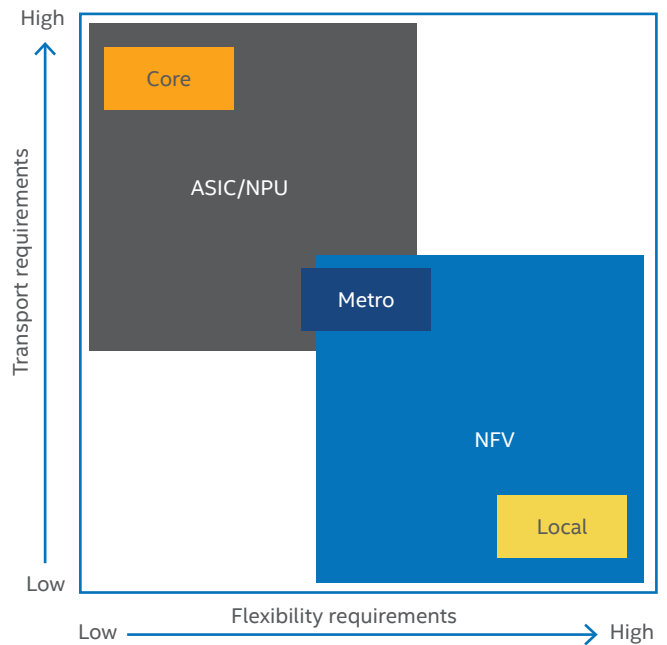 High
Core
ASIC/NPU
Transport requirements
Metro
NFV
Local
Low
Flexibility requirements
Low
High